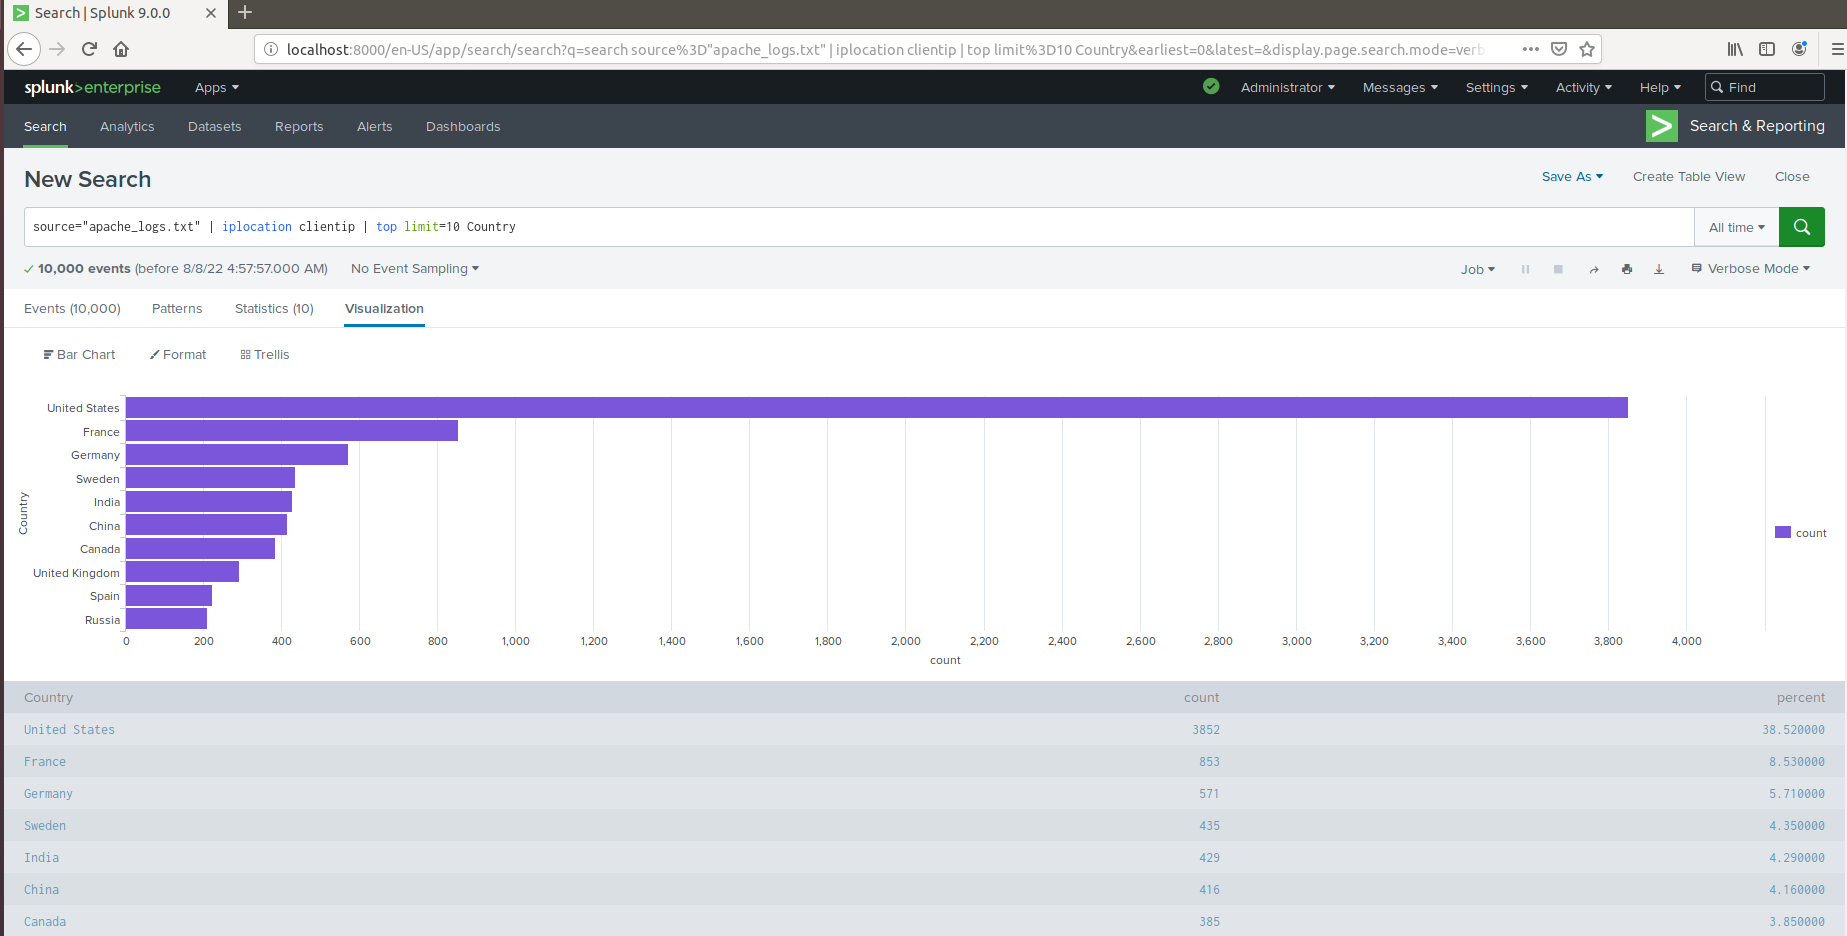 Search | Splunk 9.0.0
localhost:8000/en-US/app/search/search?q=search source%3D"apache_logs.txt" | iplocation clientip | top limit%3D10 Country&earliest=0&latest=&display.page.search.mode=verb
splunk>enterprise Apps Administrator Messages Settings Activity Help Find
Search Analytics Datasets Reports Alerts Dashboards Search & Reporting
New Search Save As Create Table View Close
source="apache_logs.txt" | iplocation clientip | top limit=10 Country All time
10,000 events (before 8/8/22 4:57:57.000 AM) No Event Sampling Job Verbose Mode
Events (10,000) Patterns Statistics (10) Visualization
Bar Chart Format Trellis
United States
France
Germany
Sweden
India
China
Canada
United Kingdom
Spain
Russia
Country
count
0 200 400 600 800 1,000 1,200 1,400 1,600 1,800 2,000 2,200 2,400 2,600 2,800 3,000 3,200 3,400 3,600 3,800 4,000
count
Country count percent
United States 3852 38.520000
France 853 8.530000
Germany 571 5.710000
Sweden 435 4.350000
India 429 4.290000
China 416 4.160000
Canada 385 3.850000